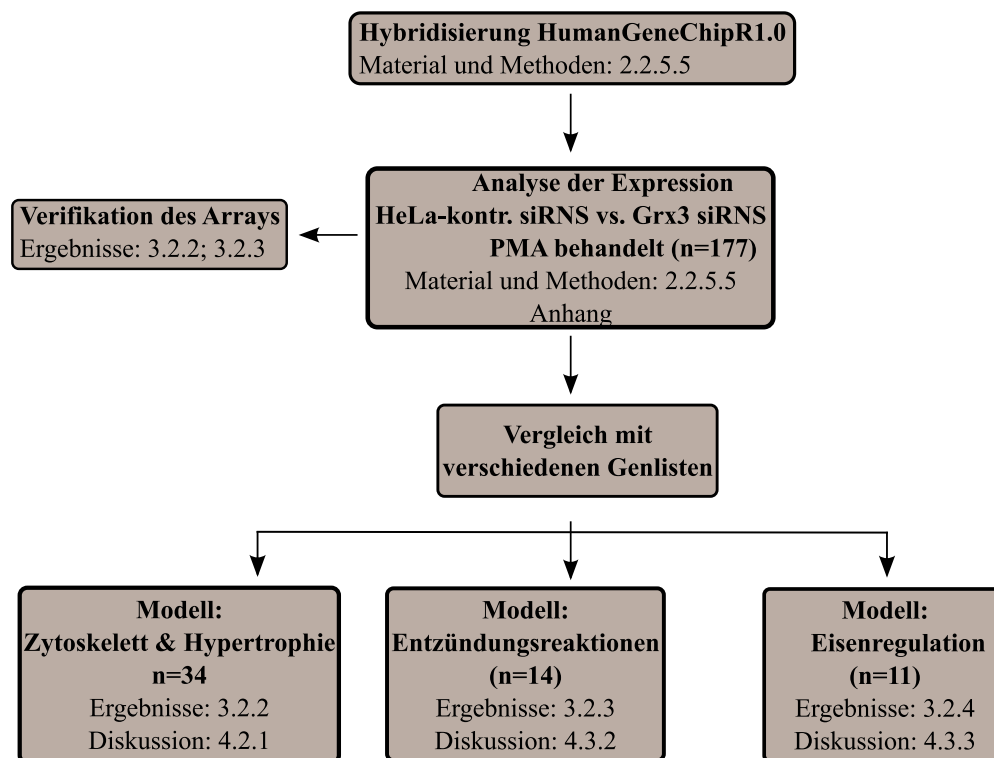 Hybridisierung HumanGeneChipR1.0
Material und Methoden: 2.2.5.5
Analyse der Expression
HeLa-kontr. siRNS vs. Grx3 siRNS
PMA behandelt (n=177)
Material und Methoden: 2.2.5.5
Anhang
Verifikation des Arrays
Ergebnisse: 3.2.2; 3.2.3
Vergleich mit
verschiedenen Genlisten
Modell:
Zytoskelett & Hypertrophie
n=34
Ergebnisse: 3.2.2
Diskussion: 4.2.1
Modell:
Entzündungsreaktionen
(n=14)
Ergebnisse: 3.2.3
Diskussion: 4.3.2
Modell:
Eisenregulation
(n=11)
Ergebnisse: 3.2.4
Diskussion: 4.3.3